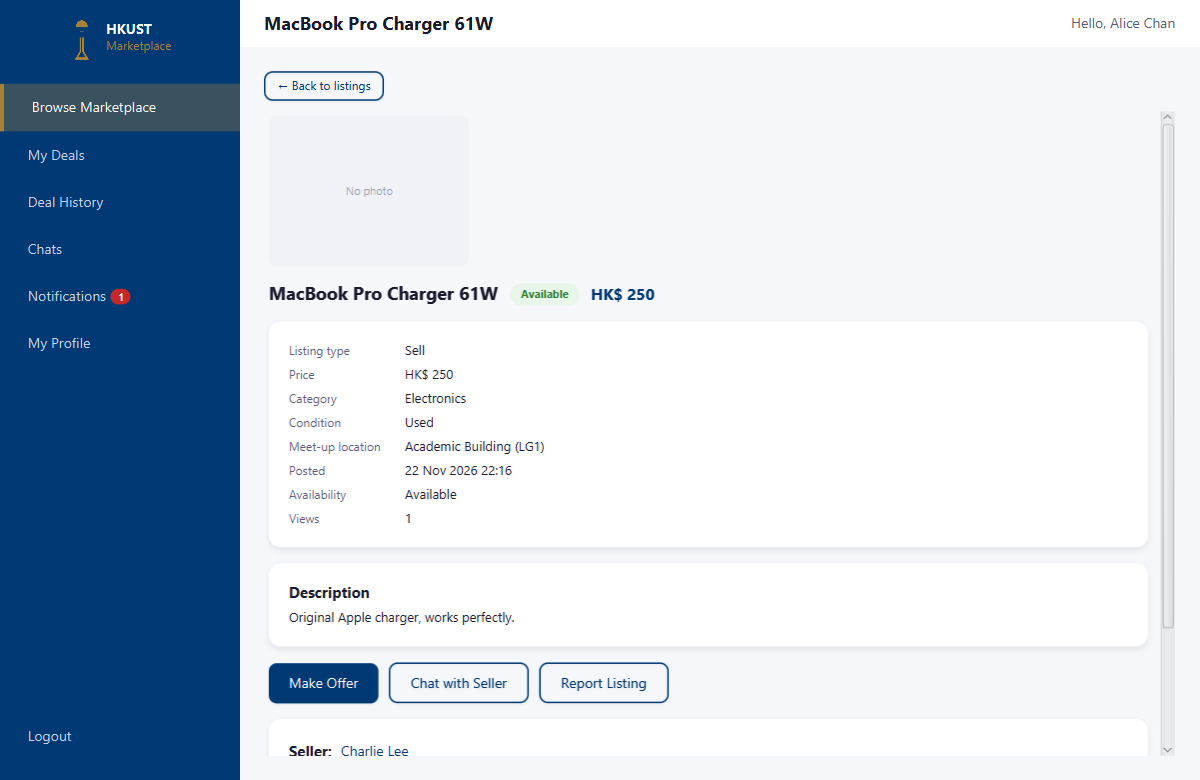 HKUST
Marketplace
MacBook Pro Charger 61W
Hello, Alice Chan
Browse Marketplace
My Deals
Deal History
Chats
Notifications 1
My Profile
Logout
← Back to listings
No photo
MacBook Pro Charger 61W Available HK$ 250
Listing type Sell
Price HK$ 250
Category Electronics
Condition Used
Meet-up location Academic Building (LG1)
Posted 22 Nov 2026 22:16
Availability Available
Views 1
Description
Original Apple charger, works perfectly.
Make Offer Chat with Seller Report Listing
Seller: Charlie Lee